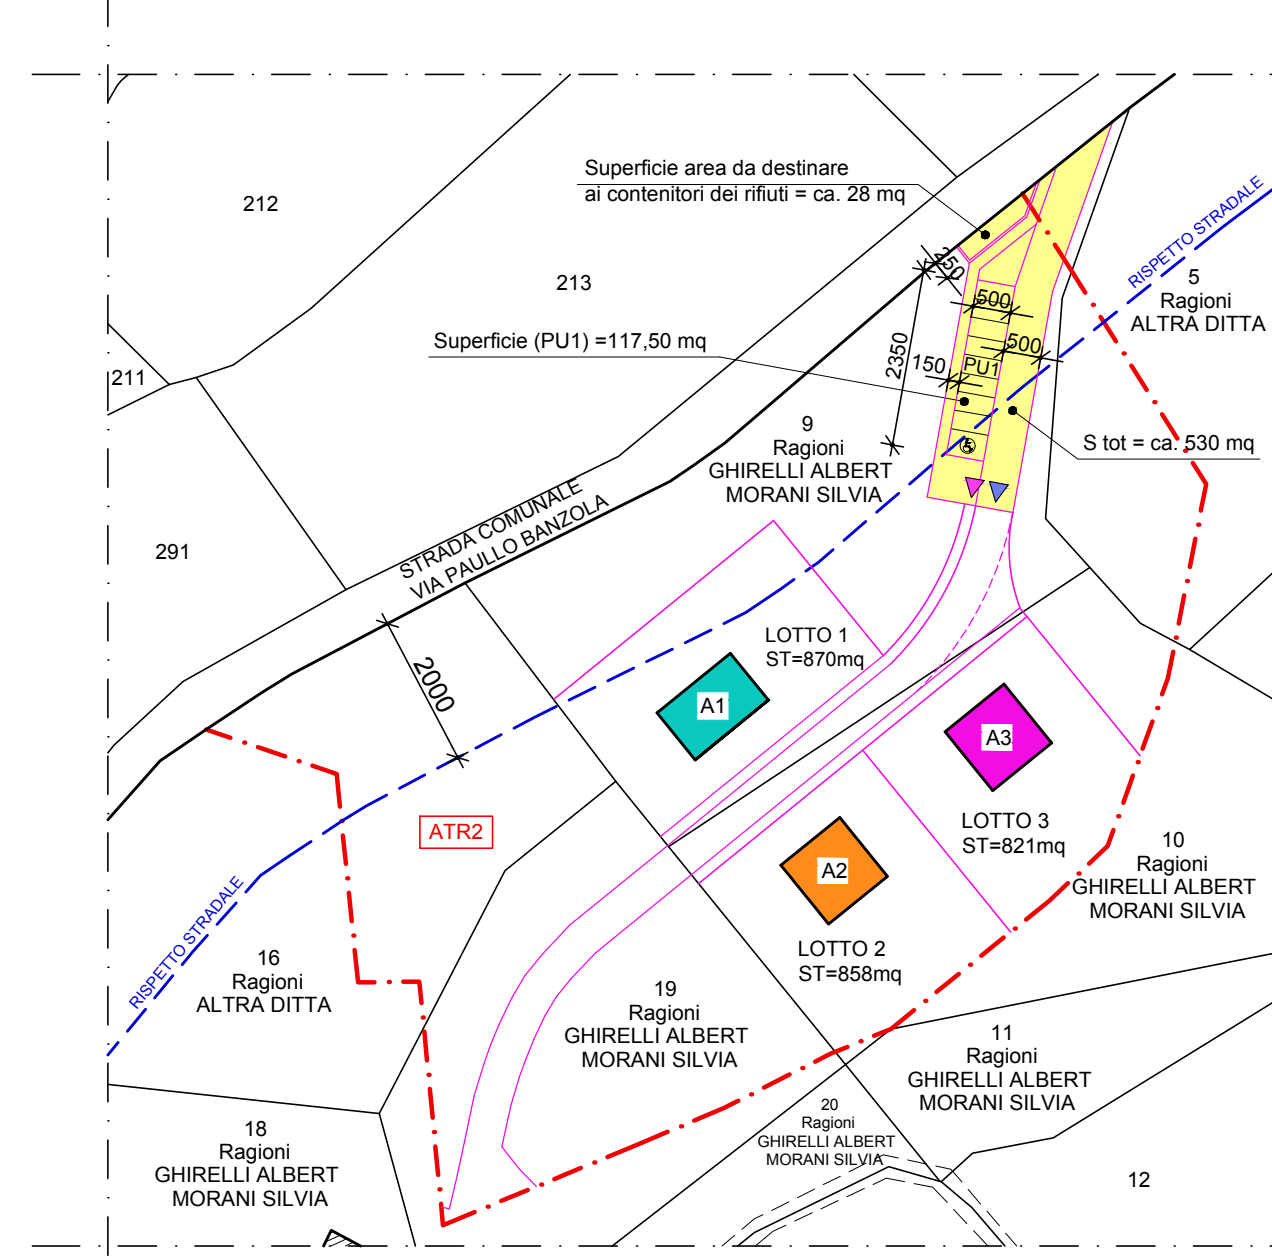 Superficie area da destinare
ai contenitori dei rifiuti = ca. 28 mq
212
RISPETTO STRADALE
213
250
5
Ragioni
ALTRA DITTA
500
Superficie (PU1) =117,50 mq
500
2350
150
PU1
211
9
Ragioni
GHIRELLI ALBERT
MORANI SILVIA
S tot = ca. 530 mq
STRADA COMUNALE
VIA PAULLO BANZOLA
291
LOTTO 1
ST=870mq
2000
A1
A3
ATR2
LOTTO 3
ST=821mq
A2
10
Ragioni
GHIRELLI ALBERT
MORANI SILVIA
LOTTO 2
ST=858mq
RISPETTO STRADALE
16
Ragioni
ALTRA DITTA
19
Ragioni
GHIRELLI ALBERT
MORANI SILVIA
11
Ragioni
GHIRELLI ALBERT
MORANI SILVIA
20
Ragioni
GHIRELLI ALBERT
MORANI SILVIA
18
Ragioni
GHIRELLI ALBERT
MORANI SILVIA
12